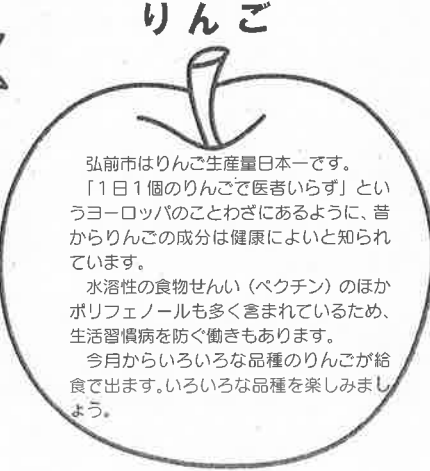 りんご
弘前市はりんご生産量日本一です。
「1日1個のりんごで医者いらず」とい
うヨーロッパのことわざにあるように、昔
からりんごの成分は健康によいと知られ
ています。
水溶性の食物せんい（ペクチン）のほか
ポリフェノールも多く含まれているため、
生活習慣病を防ぐ働きもあります。
今月からいろいろな品種のりんごが給
食で出ます。いろいろな品種を楽しみまし
ょう。